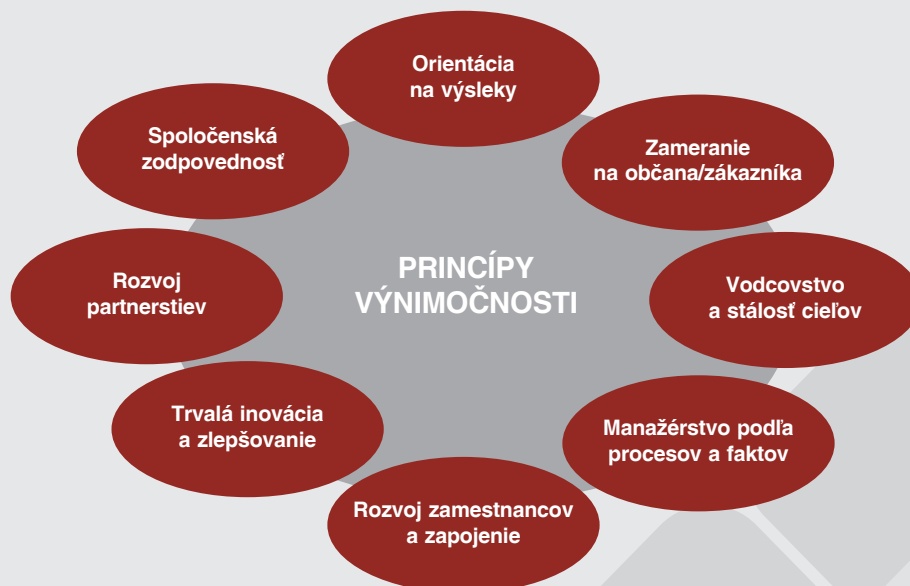 Orientácia
na výsleky
Zameranie
na občana/zákazníka
Spoločenská
zodpovednosť
PRINCÍPY
VÝNIMOČNOSTI
Vodcovstvo
a stálosť cieľov
Rozvoj
partnerstiev
Manažérstvo podľa
procesov a faktov
Trvalá inovácia
a zlepšovanie
Rozvoj zamestnancov
a zapojenie